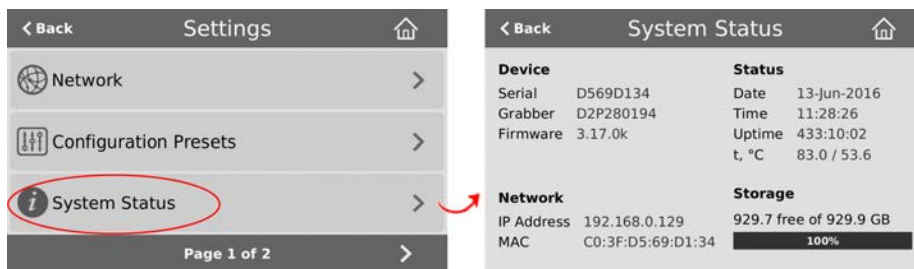 < Back Settings
Network >
Configuration Presets >
i System Status >
Page 1 of 2 >
< Back System Status
Device
Serial D569D134
Grabber D2P280194
Firmware 3.17.0k
Status
Date 13-Jun-2016
Time 11:28:26
Uptime 433:10:02
t, °C 83.0 / 53.6
Network
IP Address 192.168.0.129
MAC C0:3F:D5:69:D1:34
Storage
929.7 free of 929.9 GB
100%